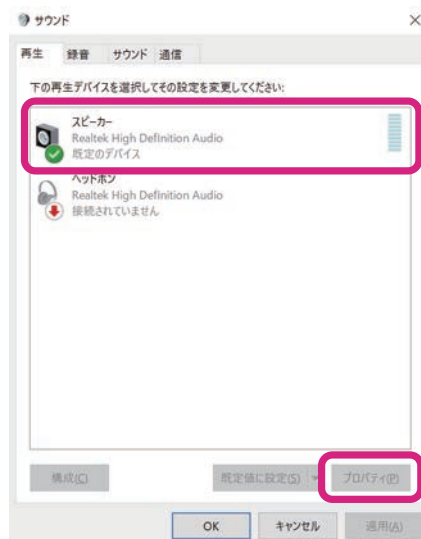 サウンド
再生 録音 サウンド 通信
下の再生デバイスを選択してその設定を変更してください:
スピーカー
Realtek High Definition Audio
既定のデバイス
ヘッドホン
Realtek High Definition Audio
接続されていません
構成(C) 既定値に設定(S) プロパティ(P)
OK キャンセル 適用(A)